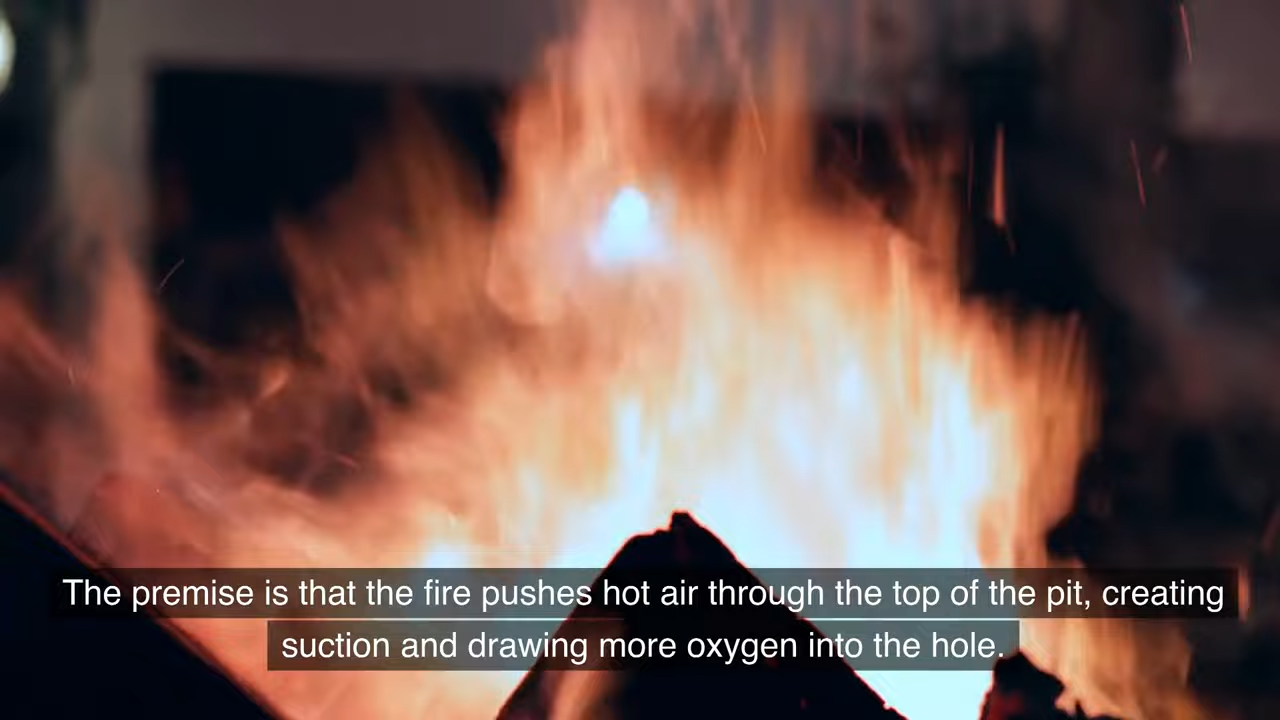 The premise is that the fire pushes hot air through the top of the pit, creating
suction and drawing more oxygen into the hole.